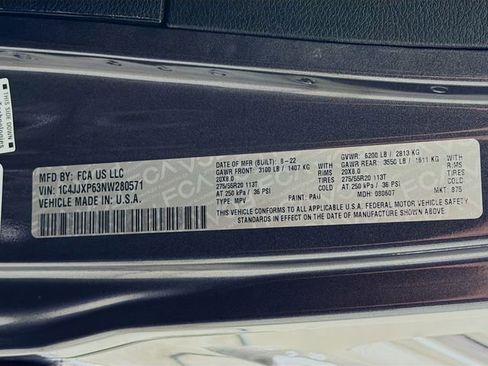 MFD BY: FCA US LLC
DATE OF MFR (BUILT): 8-22
GVWR: 6200 LB / 2813 KG
GAWR FRONT: 3100 LB / 1407 KG
GAWR REAR: 3550 LB / 1611 KG
20X8.0 RIMS
20X8.0 RIMS
275/55R20 113T TIRES
275/55R20 113T TIRES
AT 250 kPa / 36 PSI COLD
AT 250 kPa / 36 PSI COLD
VIN: 1C4JJXP63NW280571
TYPE: MPV
PAINT: PAU
MDH: 080607
MKT: 875
VEHICLE MADE IN U.S.A.
THIS VEHICLE CONFORMS TO ALL APPLICABLE U.S.A. FEDERAL MOTOR VEHICLE SAFETY
STANDARDS IN EFFECT ON THE DATE OF MANUFACTURE SHOWN ABOVE
THIS SIDE DOWN